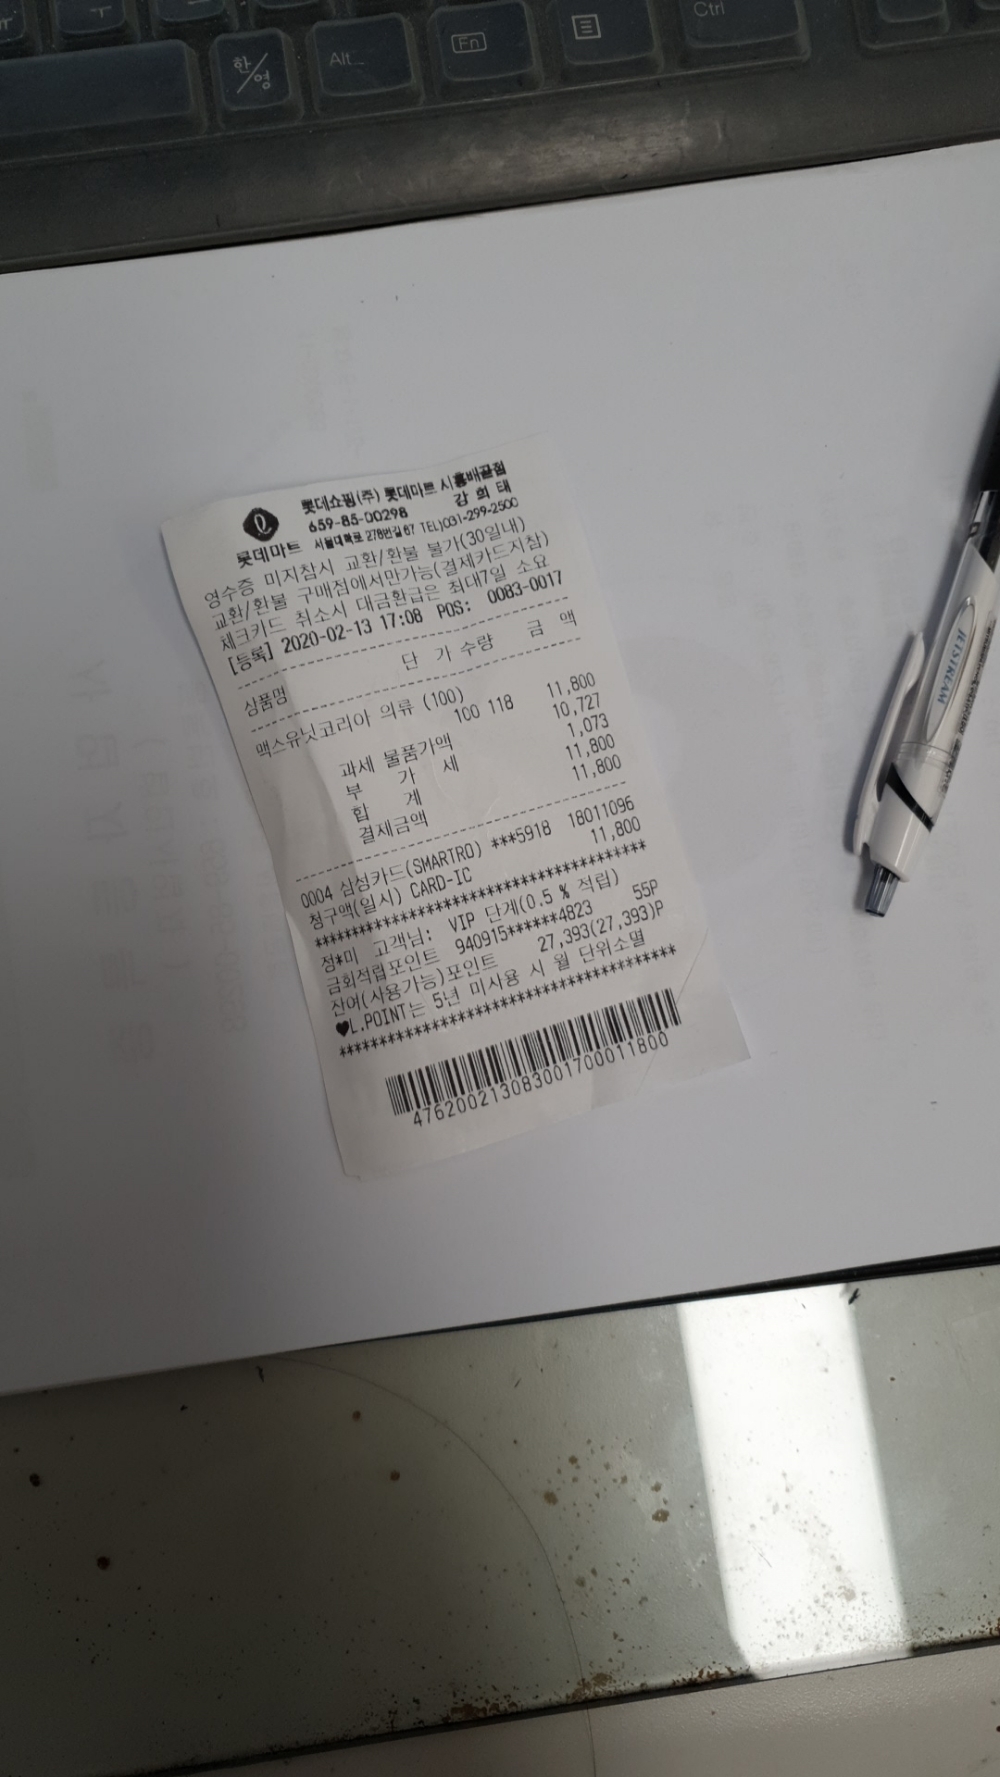 한/영
Alt
Fn
Ctrl
롯데쇼핑(주) 롯데마트 시흥배곧점
659-85-00298 강 희 태
롯데마트 서울대학로 278번길 67 TEL)031-299-2500
영수증 미지참시 교환/환불 불가(30일내)
교환/환불 구매점에서만가능(결제카드지참)
체크카드 취소시 대금환급은 최대7일 소요
[등록] 2020-02-13 17:08 POS: 0083-0017
상품명 단 가 수량 금 액
맥스유닛코리아 의류 (100)
100 118 11,800
과세 물품가액 10,727
부 가 세 1,073
합 계 11,800
결제금액 11,800
0004 삼성카드(SMARTRO) ***5918 18011096
청구액(일시) CARD-IC 11,800
****************************************
정*미 고객님: VIP 단계(0.5 % 적립)
금회적립포인트 940915******4823 55P
잔여(사용가능)포인트 27,393(27,393)P
♥L.POINT는 5년 미사용 시 월 단위소멸
****************************************
476200213083001700011800
JETSTREAM